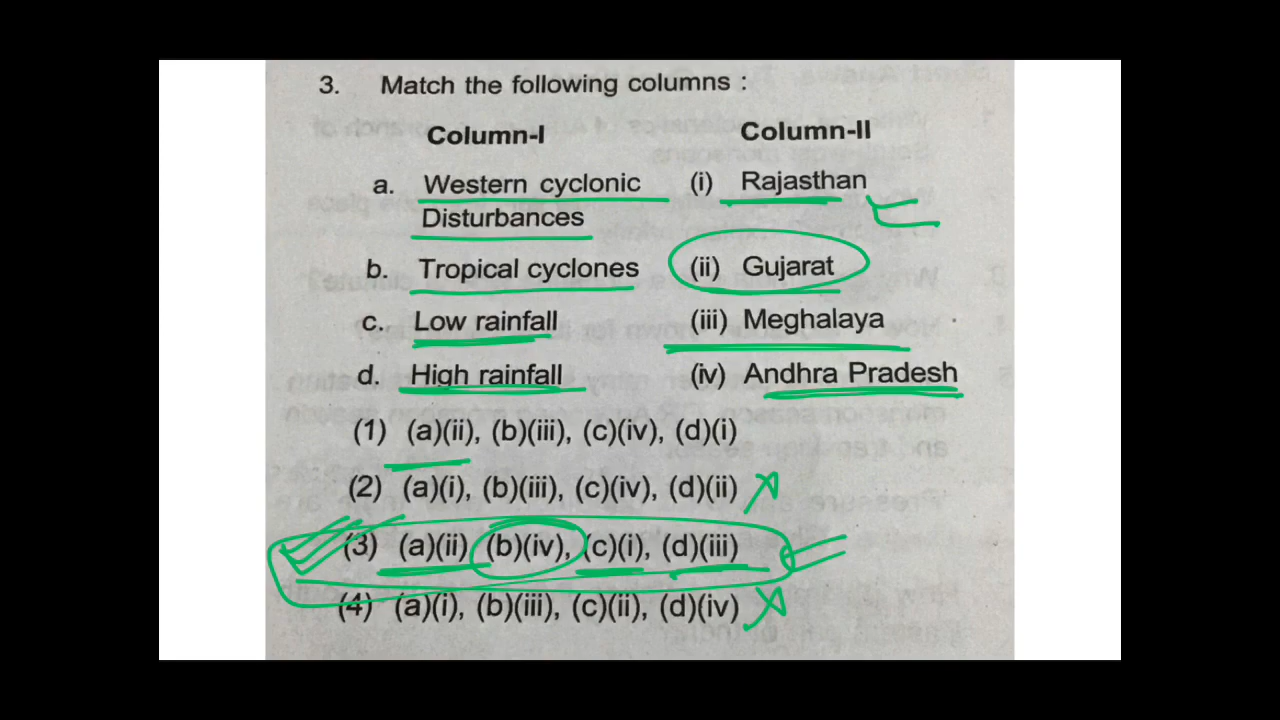 3. Match the following columns :
Column-I Column-II
a. Western cyclonic (i) Rajasthan
Disturbances
b. Tropical cyclones (ii) Gujarat
c. Low rainfall (iii) Meghalaya
d. High rainfall (iv) Andhra Pradesh
(1) (a)(ii), (b)(iii), (c)(iv), (d)(i)
(2) (a)(i), (b)(iii), (c)(iv), (d)(ii)
(3) (a)(ii) (b)(iv), (c)(i), (d)(iii)
(4) (a)(i), (b)(iii), (c)(ii), (d)(iv)